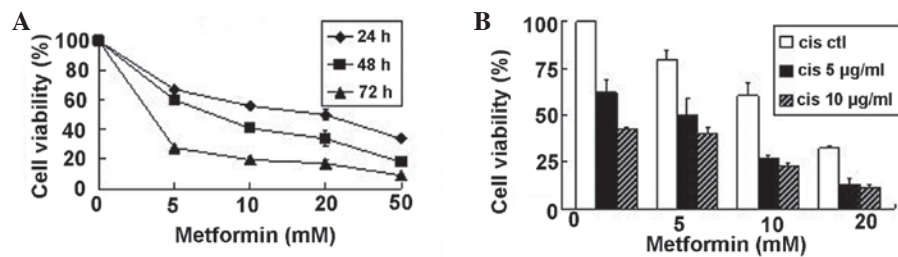 A
Cell viability (%)
100
80
60
40
20
0
0 5 10 20 50
Metformin (mM)
24 h
48 h
72 h
B
Cell viability (%)
100
75
50
25
0
0 5 10 20
Metformin (mM)
cis ctl
cis 5 µg/ml
cis 10 µg/ml